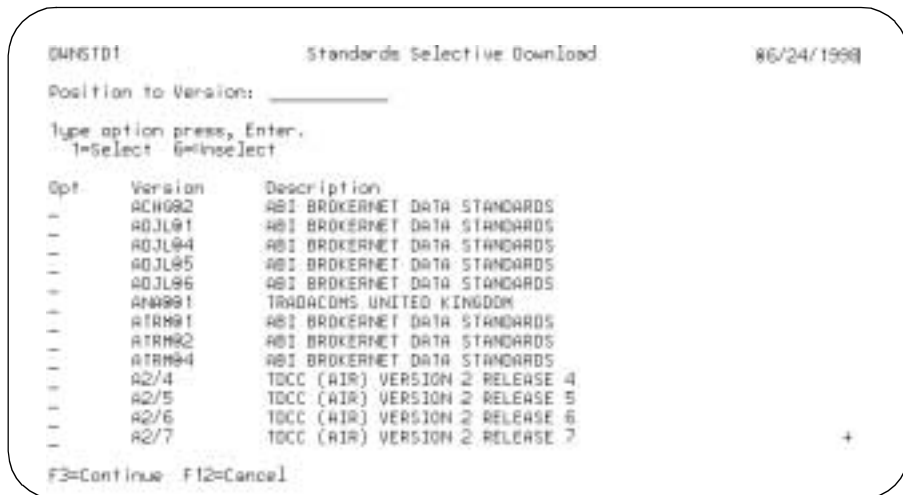 DWNSTD1 Standards Selective Download 06/24/1998
Position to Version: ____________
Type option press, Enter.
1=Select 6=Unselect
Opt Version Description
_ ACHG02 ABI BROKERNET DATA STANDARDS
_ ADJL01 ABI BROKERNET DATA STANDARDS
_ ADJL04 ABI BROKERNET DATA STANDARDS
_ ADJL05 ABI BROKERNET DATA STANDARDS
_ ADJL06 ABI BROKERNET DATA STANDARDS
_ ANA001 TRADACOMS UNITED KINGDOM
_ ATRM01 ABI BROKERNET DATA STANDARDS
_ ATRM02 ABI BROKERNET DATA STANDARDS
_ ATRM04 ABI BROKERNET DATA STANDARDS
_ A2/4 TDCC (AIR) VERSION 2 RELEASE 4
_ A2/5 TDCC (AIR) VERSION 2 RELEASE 5
_ A2/6 TDCC (AIR) VERSION 2 RELEASE 6
_ A2/7 TDCC (AIR) VERSION 2 RELEASE 7 +
F3=Continue F12=Cancel